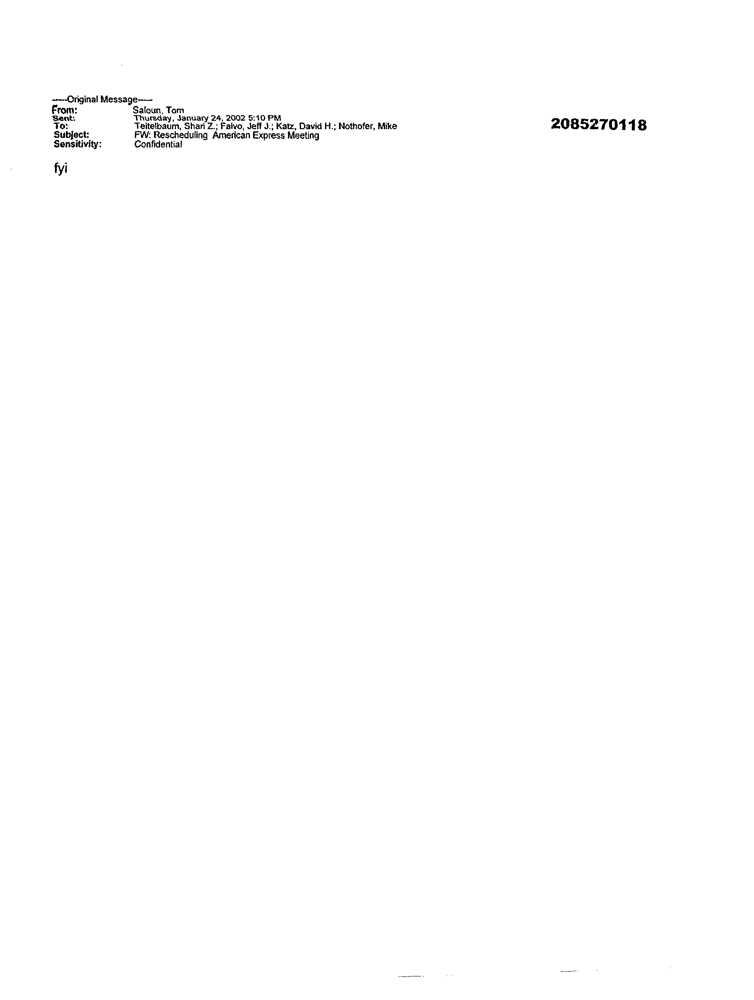 -----Original Message-----
From: Saloun, Tom
Sent: Thursday, January 24, 2002 5:10 PM
To: Teitelbaum, Shari Z.; Falvo, Jeff J.; Katz, David H.; Nothofer, Mike
Subject: FW: Rescheduling American Express Meeting
Sensitivity: Confidential
2085270118
fyi